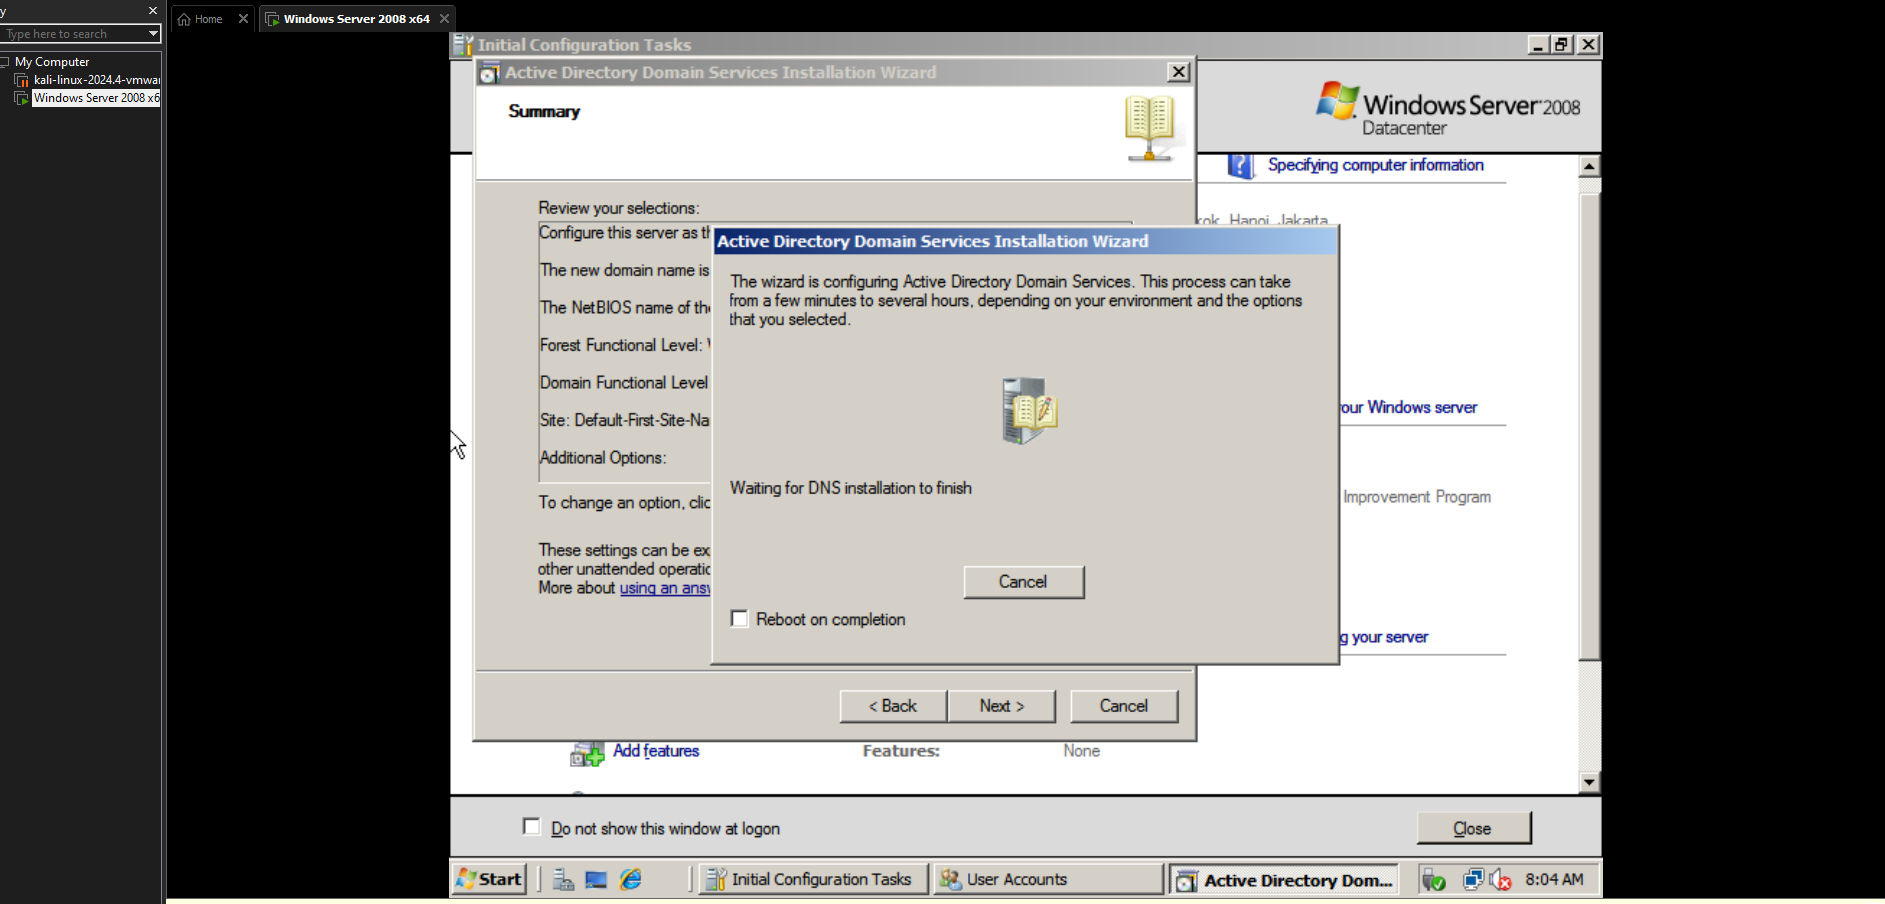 y
Type here to search
My Computer
kali-linux-2024.4-vmwar
Windows Server 2008 x6
Home
Windows Server 2008 x64
Initial Configuration Tasks
Active Directory Domain Services Installation Wizard
Summary
Windows Server 2008
Datacenter
Specifying computer information
kok, Hanoi, Jakarta
Review your selections:
Configure this server as th
The new domain name is
The NetBIOS name of the
Forest Functional Level:
Domain Functional Level
Site: Default-First-Site-Na
Additional Options:
To change an option, clic
These settings can be ex
other unattended operatio
More about using an answ
Active Directory Domain Services Installation Wizard
The wizard is configuring Active Directory Domain Services. This process can take
from a few minutes to several hours, depending on your environment and the options
that you selected.
Waiting for DNS installation to finish
Cancel
Reboot on completion
our Windows server
Improvement Program
g your server
< Back
Next >
Cancel
Add features
Features:
None
Do not show this window at logon
Close
Start
Initial Configuration Tasks
User Accounts
Active Directory Dom...
8:04 AM